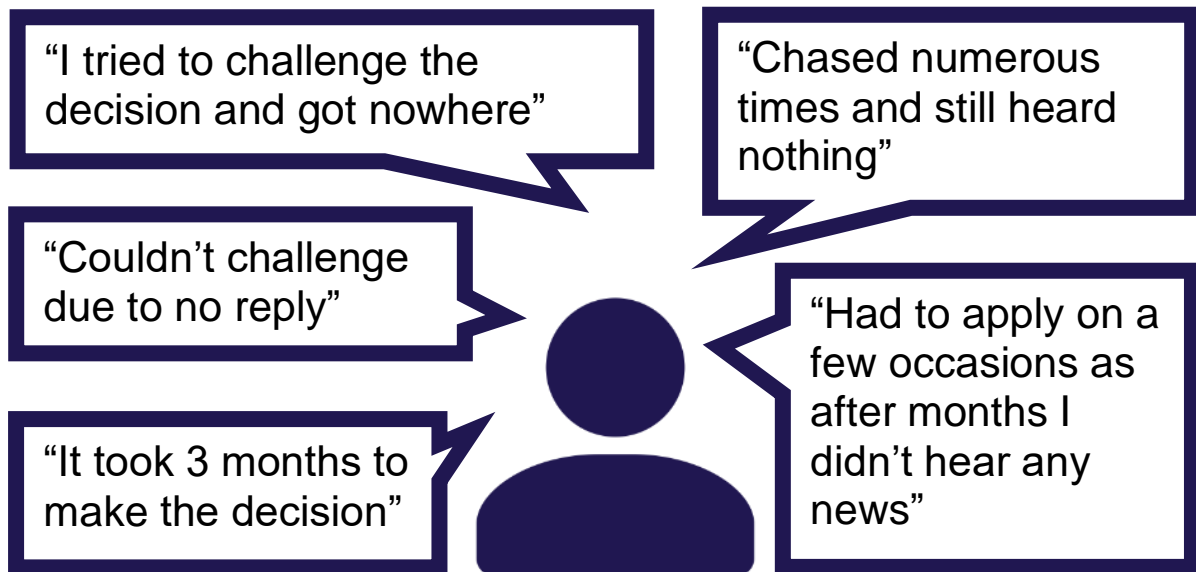 “I tried to challenge the
decision and got nowhere”
“Chased numerous
times and still heard
nothing”
“Couldn’t challenge
due to no reply”
“Had to apply on a
few occasions as
after months I
didn’t hear any
news”
“It took 3 months to
make the decision”